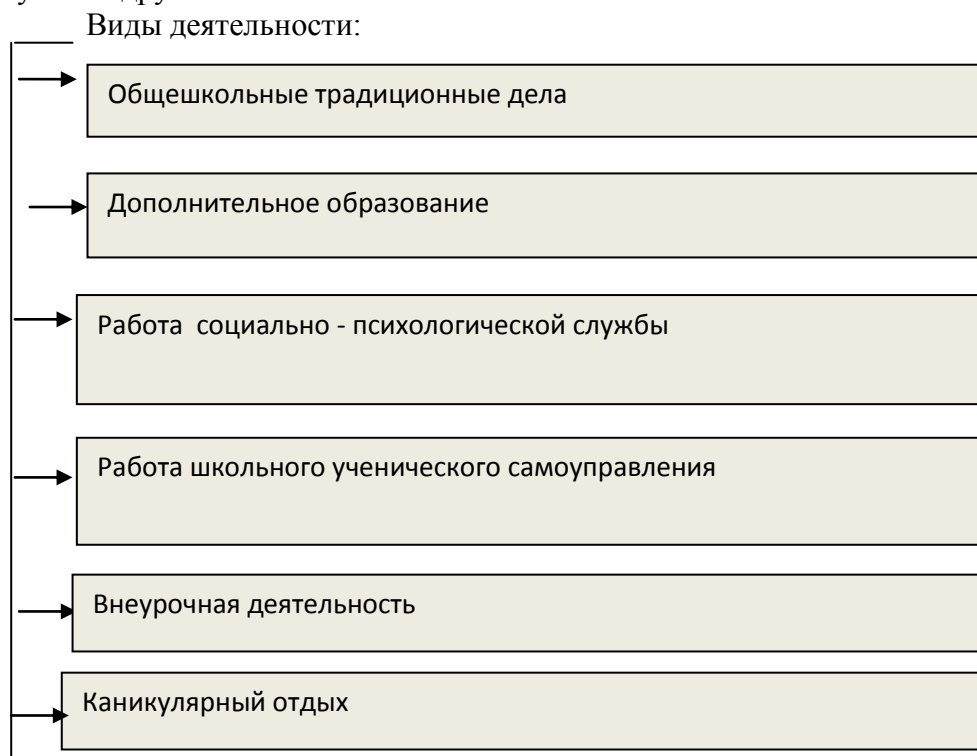 Виды деятельности:
Общешкольные традиционные дела
Дополнительное образование
Работа  социально - психологической службы
Работа школьного ученического самоуправления
Внеурочная деятельность
Каникулярный отдых